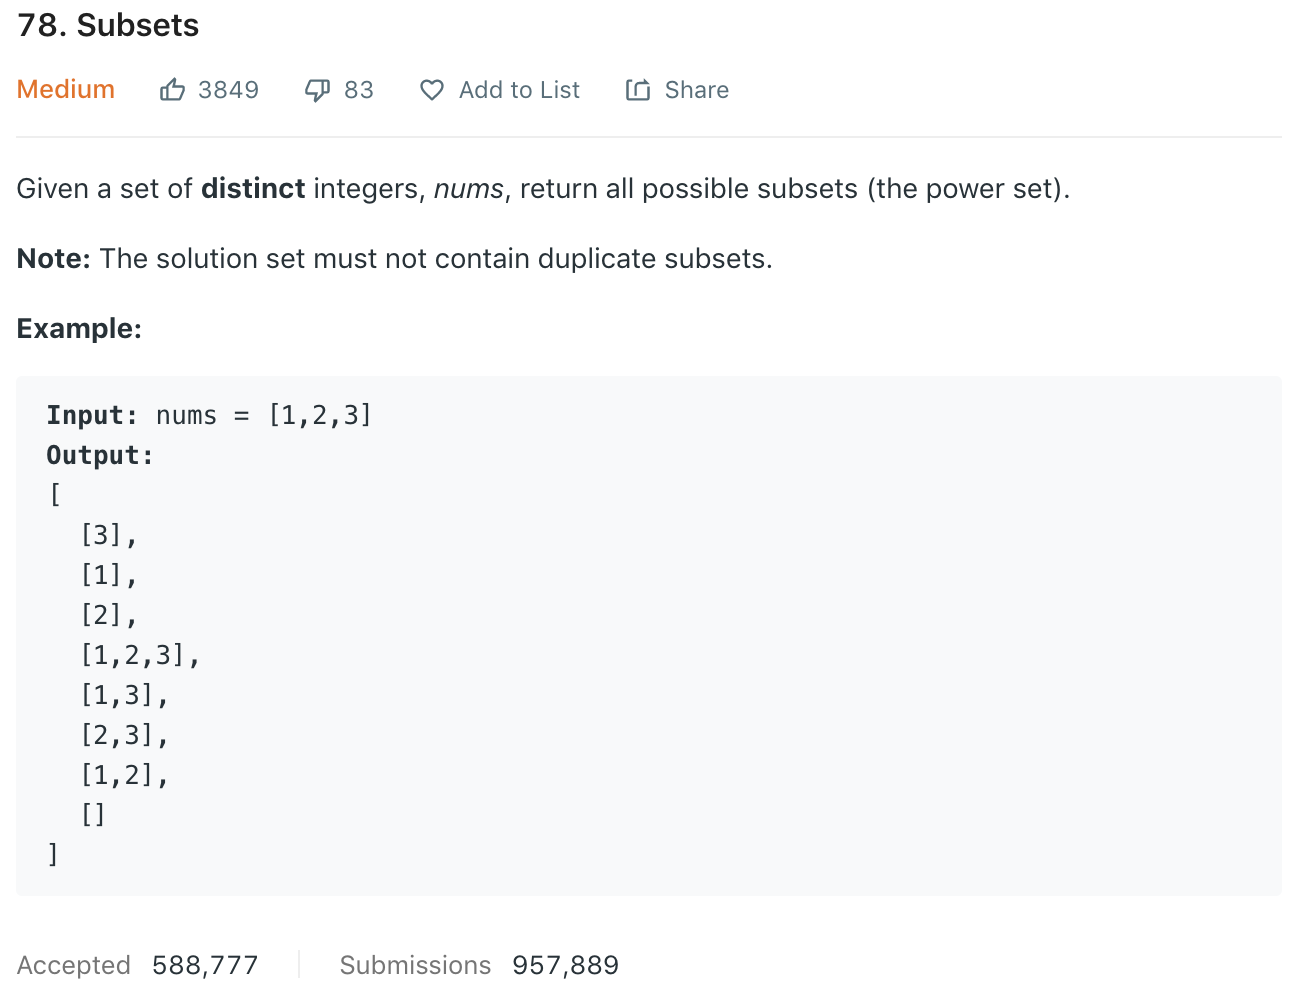 78. Subsets
Medium 3849 83 Add to List Share
Given a set of distinct integers, nums, return all possible subsets (the power set).
Note: The solution set must not contain duplicate subsets.
Example:
Input: nums = [1,2,3]
Output:
[
  [3],
  [1],
  [2],
  [1,2,3],
  [1,3],
  [2,3],
  [1,2],
  []
]
Accepted 588,777 Submissions 957,889